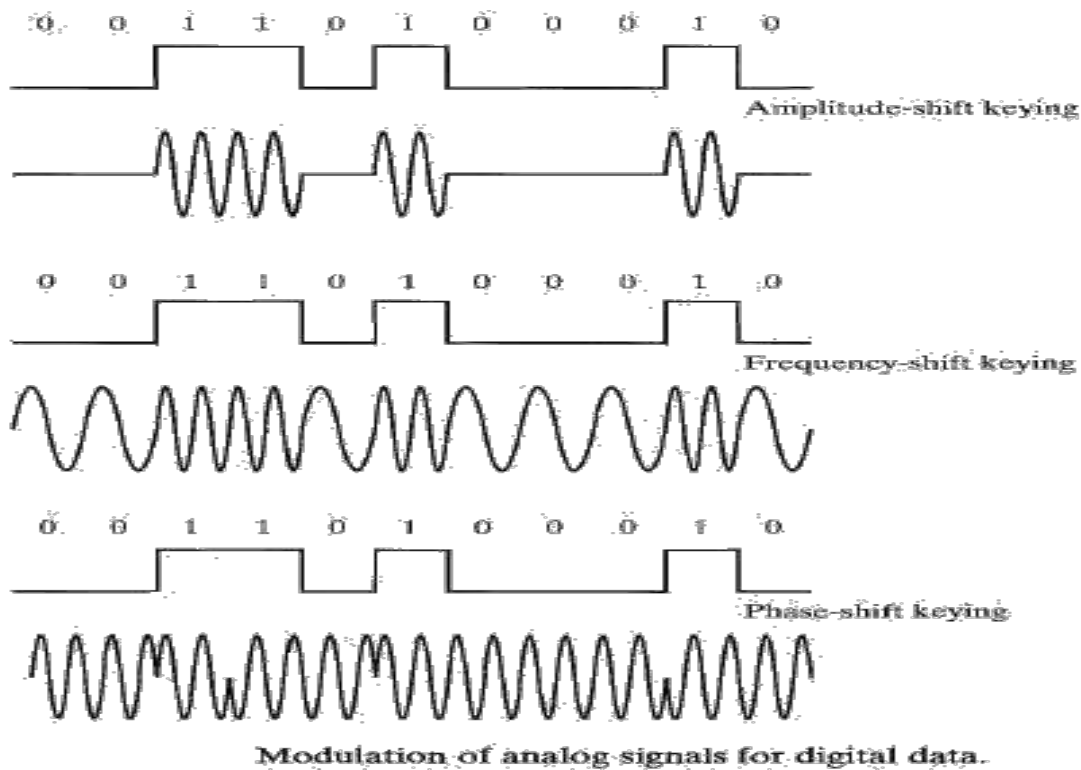 0 0 1 1 0 1 0 0 0 1 0
Amplitude-shift keying
0 0 1 1 0 1 0 0 0 1 0
Frequency-shift keying
0 0 1 1 0 1 0 0 0 1 0
Phase-shift keying
Modulation of analog signals for digital data.